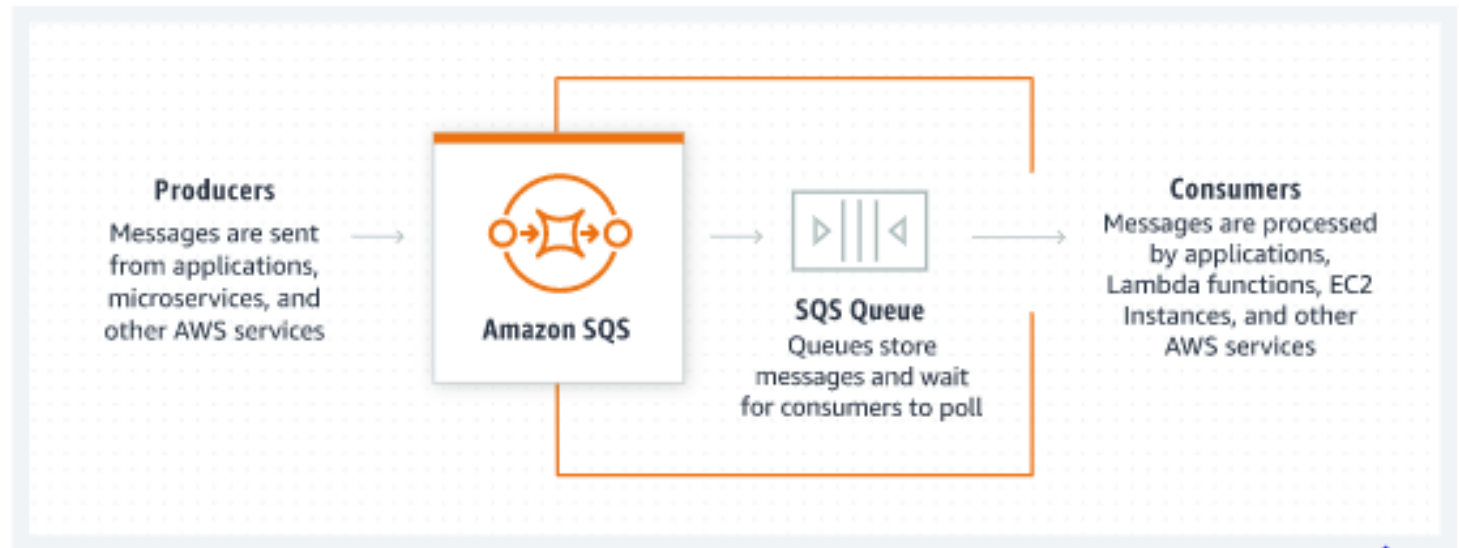 Producers
Messages are sent
from applications,
microservices, and
other AWS services
Amazon SQS
SQS Queue
Queues store
messages and wait
for consumers to poll
Consumers
Messages are processed
by applications,
Lambda functions, EC2
Instances, and other
AWS services